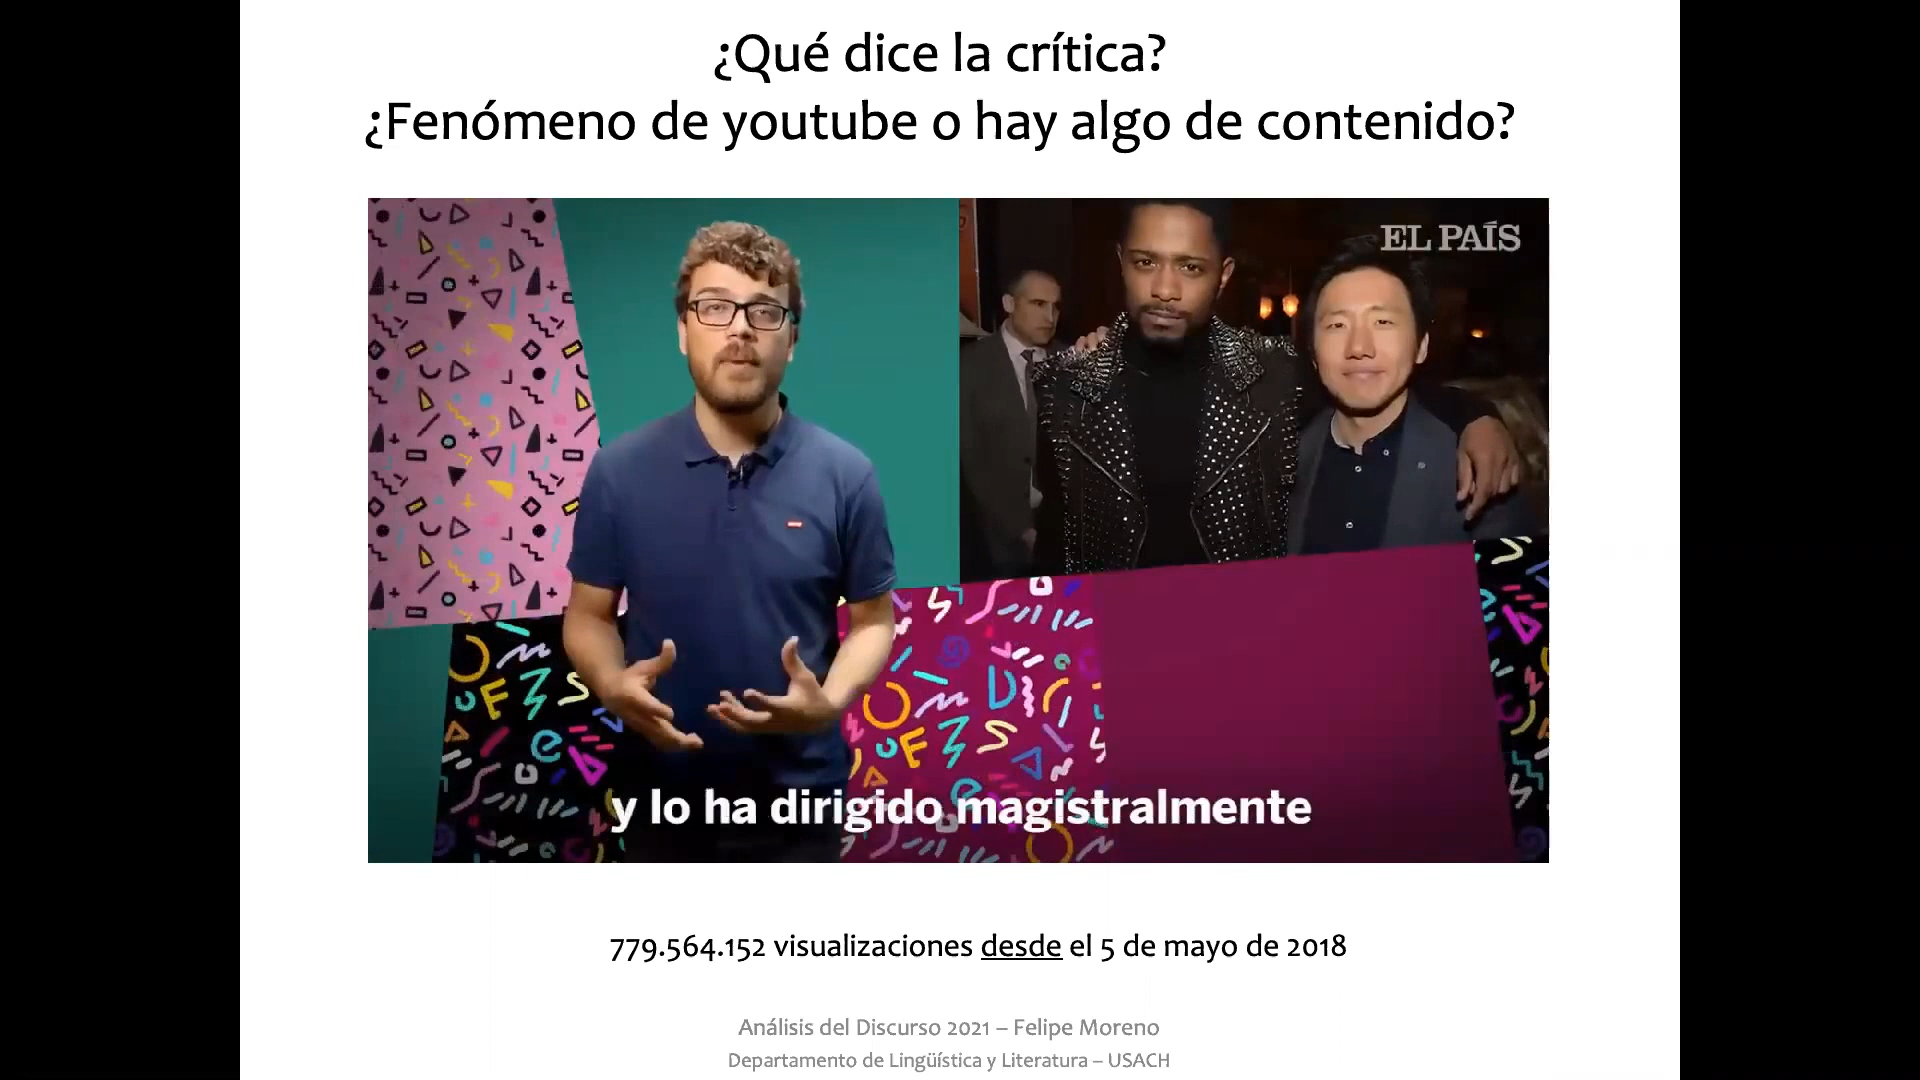 ¿Qué dice la crítica?
¿Fenómeno de youtube o hay algo de contenido?
EL PAÍS
y lo ha dirigido magistralmente
779.564.152 visualizaciones desde el 5 de mayo de 2018
Análisis del Discurso 2021 – Felipe Moreno
Departamento de Lingüística y Literatura – USACH